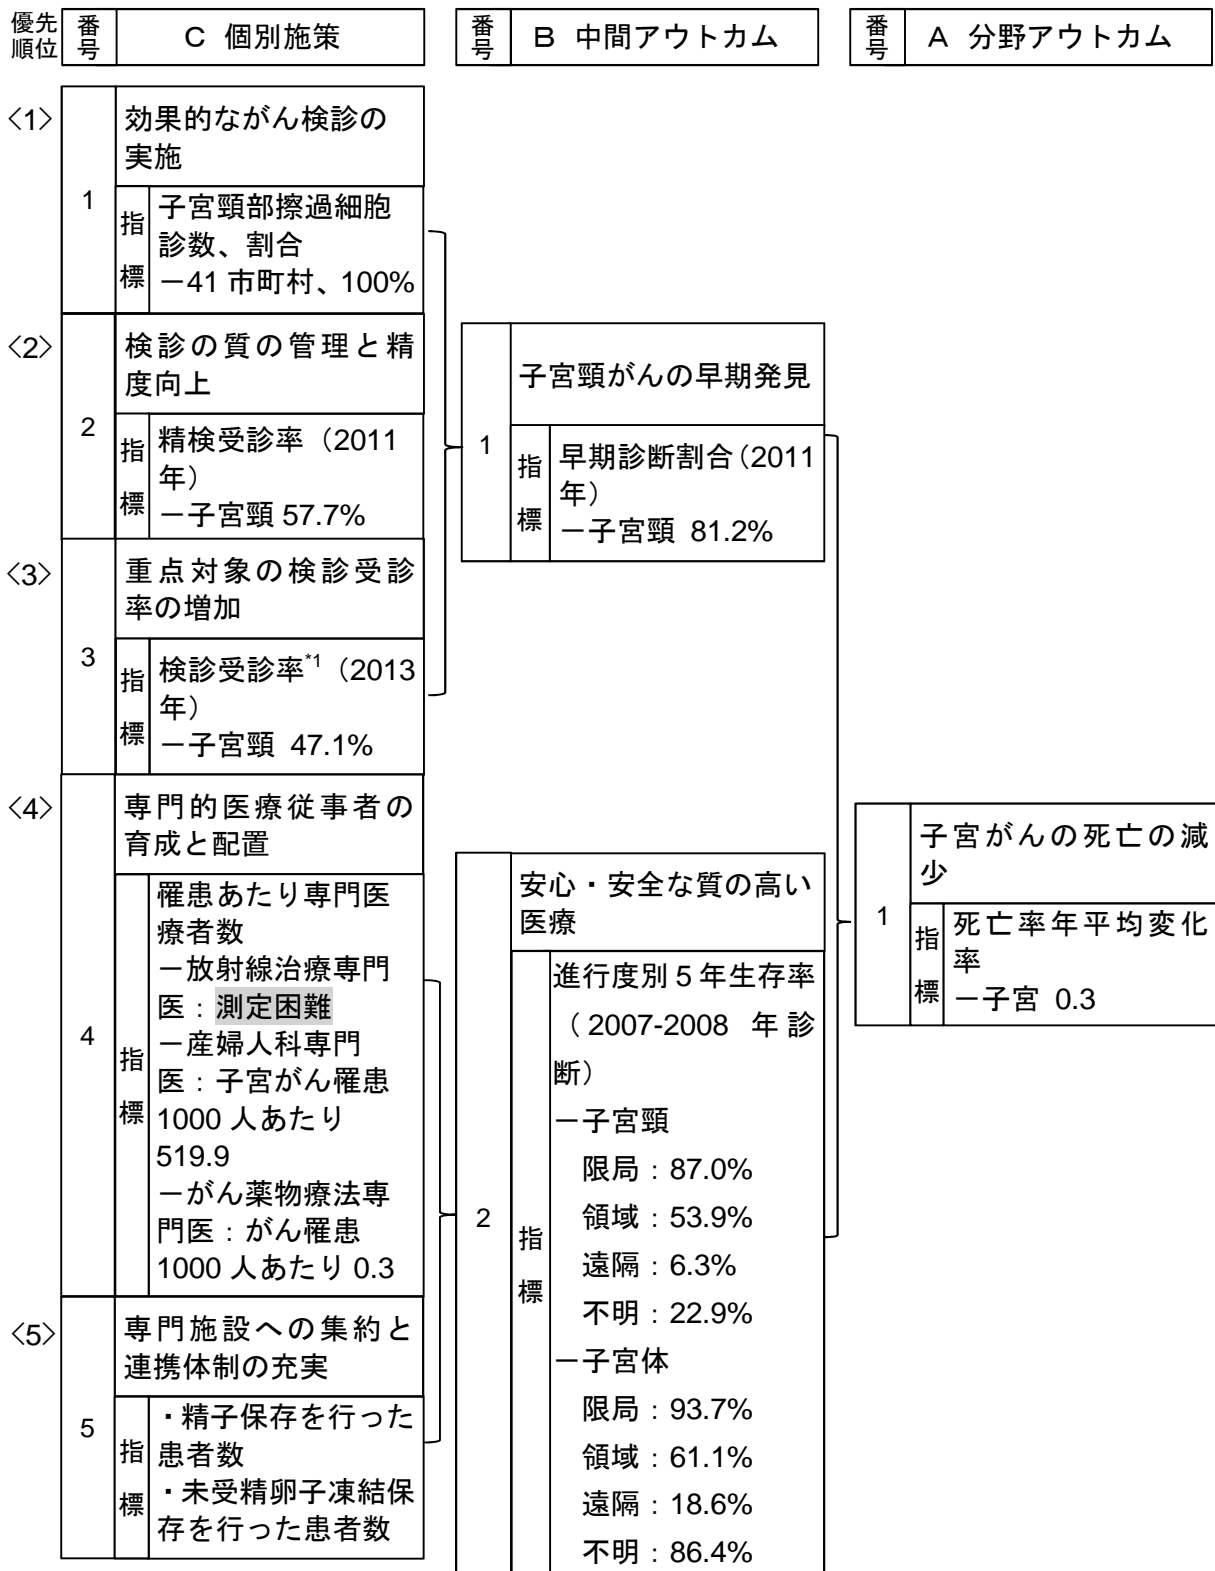 優先
順位
番
号
C 個別施策
番
号
B 中間アウトカム
番
号
A 分野アウトカム
〈1〉
1
効果的ながん検診の
実施
指
標
子宮頸部擦過細胞
診数、割合
－41 市町村、100%
〈2〉
2
検診の質の管理と精
度向上
指
標
精検受診率（2011
年）
－子宮頸 57.7%
〈3〉
3
重点対象の検診受診
率の増加
指
標
検診受診率*1（2013
年）
－子宮頸 47.1%
〈4〉
4
専門的医療従事者の
育成と配置
指
標
罹患あたり専門医
療者数
－放射線治療専門
医：測定困難
－産婦人科専門
医：子宮がん罹患
1000 人あたり
519.9
－がん薬物療法専
門医：がん罹患
1000 人あたり 0.3
〈5〉
5
専門施設への集約と
連携体制の充実
指
標
・精子保存を行った
患者数
・未受精卵子凍結保
存を行った患者数
1
子宮頸がんの早期発見
指
標
早期診断割合（2011
年）
－子宮頸 81.2%
2
安心・安全な質の高い
医療
指
標
進行度別 5 年生存率
（2007-2008 年診
断）
－子宮頸
限局：87.0%
領域：53.9%
遠隔：6.3%
不明：22.9%
－子宮体
限局：93.7%
領域：61.1%
遠隔：18.6%
不明：86.4%
1
子宮がんの死亡の減
少
指
標
死亡率年平均変化
率
－子宮 0.3